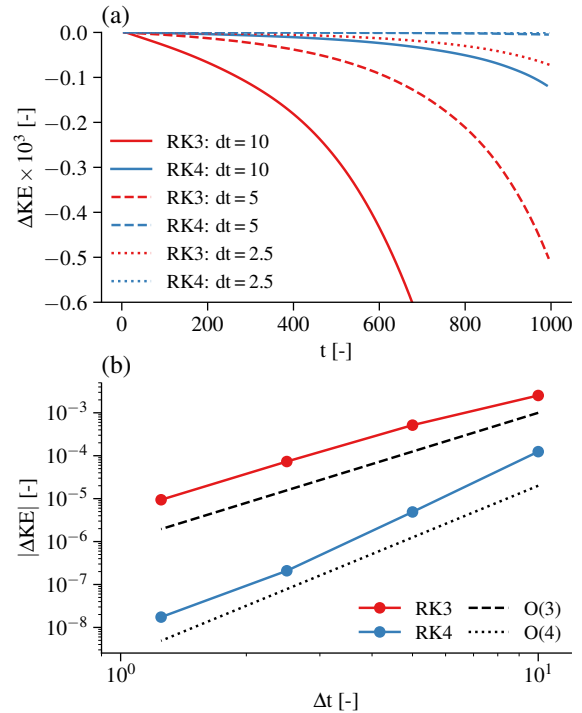 (a)
0.0
−0.1
−0.2
−0.3
−0.4
−0.5
−0.6
ΔKE × 10³ [-]
RK3: dt = 10
RK4: dt = 10
RK3: dt = 5
RK4: dt = 5
RK3: dt = 2.5
RK4: dt = 2.5
0 200 400 600 800 1000
t [-]
(b)
10⁻³
10⁻⁴
10⁻⁵
10⁻⁶
10⁻⁷
10⁻⁸
|ΔKE| [-]
RK3 O(3)
RK4 O(4)
10⁰ 10¹
Δt [-]